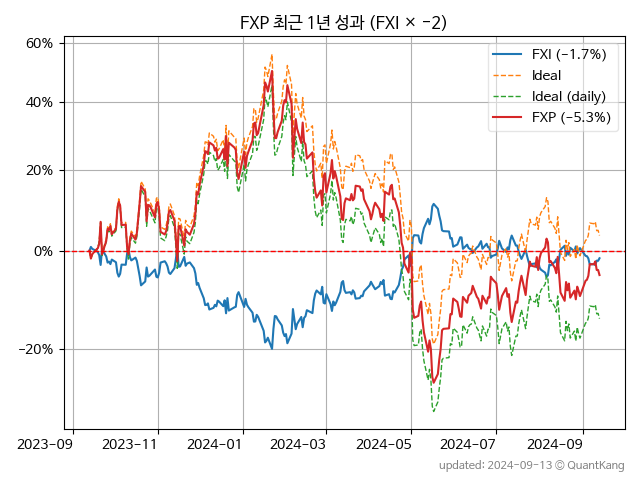 FXP 최근 1년 성과 (FXI × −2)
60%
40%
20%
0%
−20%
FXI (−1.7%)
Ideal
Ideal (daily)
FXP (−5.3%)
2023-09
2023-11
2024-01
2024-03
2024-05
2024-07
2024-09
updated: 2024-09-13 © QuantKang